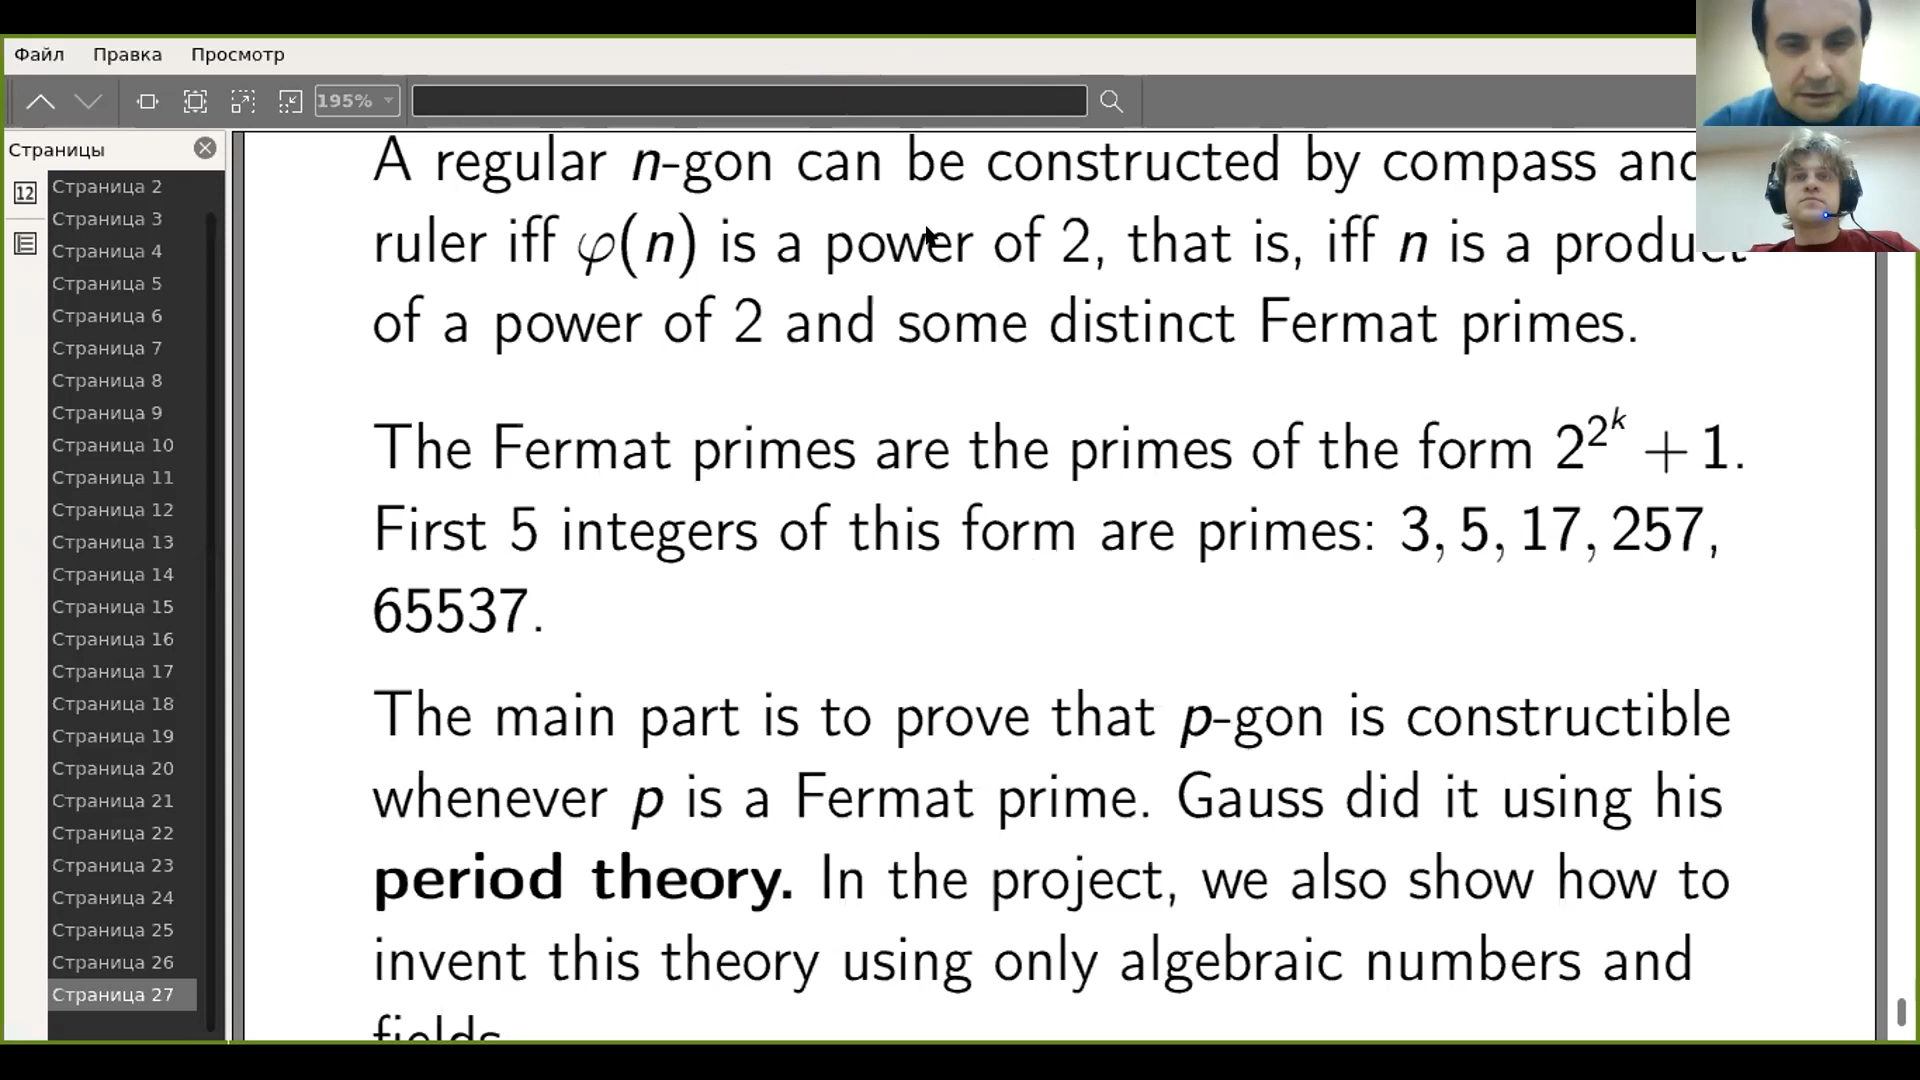 Файл Правка Просмотр
195%
Страницы
12
Страница 2
Страница 3
Страница 4
Страница 5
Страница 6
Страница 7
Страница 8
Страница 9
Страница 10
Страница 11
Страница 12
Страница 13
Страница 14
Страница 15
Страница 16
Страница 17
Страница 18
Страница 19
Страница 20
Страница 21
Страница 22
Страница 23
Страница 24
Страница 25
Страница 26
Страница 27
A regular n-gon can be constructed by compass and
ruler iff φ(n) is a power of 2, that is, iff n is a product
of a power of 2 and some distinct Fermat primes.
The Fermat primes are the primes of the form 2^{2^k} + 1.
First 5 integers of this form are primes: 3, 5, 17, 257,
65537.
The main part is to prove that p-gon is constructible
whenever p is a Fermat prime. Gauss did it using his
period theory. In the project, we also show how to
invent this theory using only algebraic numbers and
fields